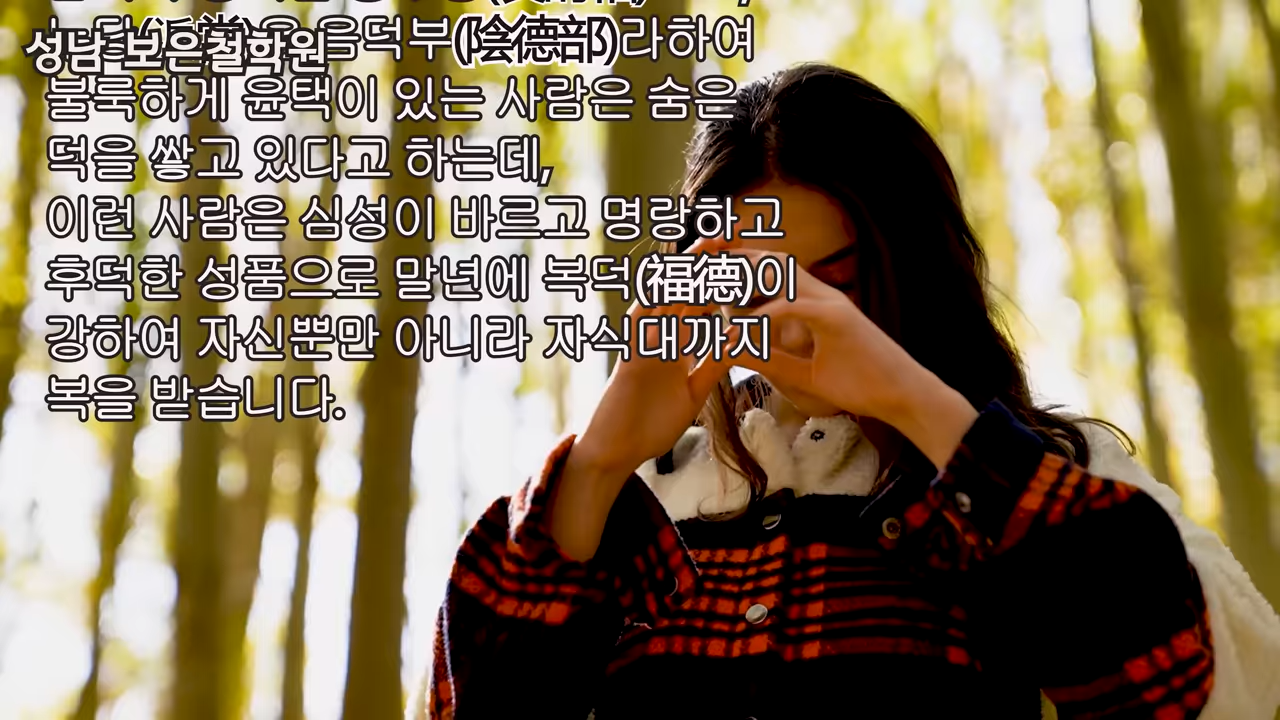 성남 보은철학원
음덕부(陰德部)라하여
불룩하게 윤택이 있는 사람은 숨은
덕을 쌓고 있다고 하는데,
이런 사람은 심성이 바르고 명랑하고
후덕한 성품으로 말년에 복덕(福德)이
강하여 자신뿐만 아니라 자식대까지
복을 받습니다.